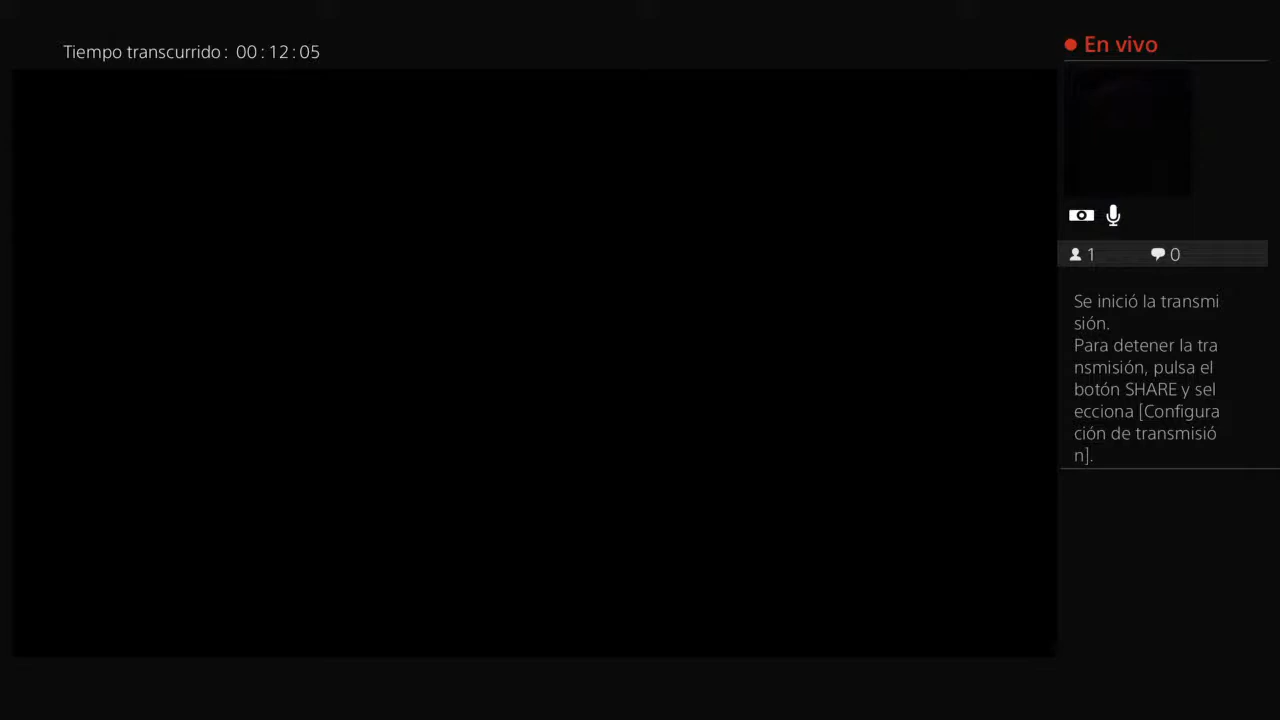 Tiempo transcurrido: 00:12:05
En vivo
1 0
Se inició la transmi
sión.
Para detener la tra
nsmisión, pulsa el
botón SHARE y sel
ecciona [Configura
ción de transmisió
n].